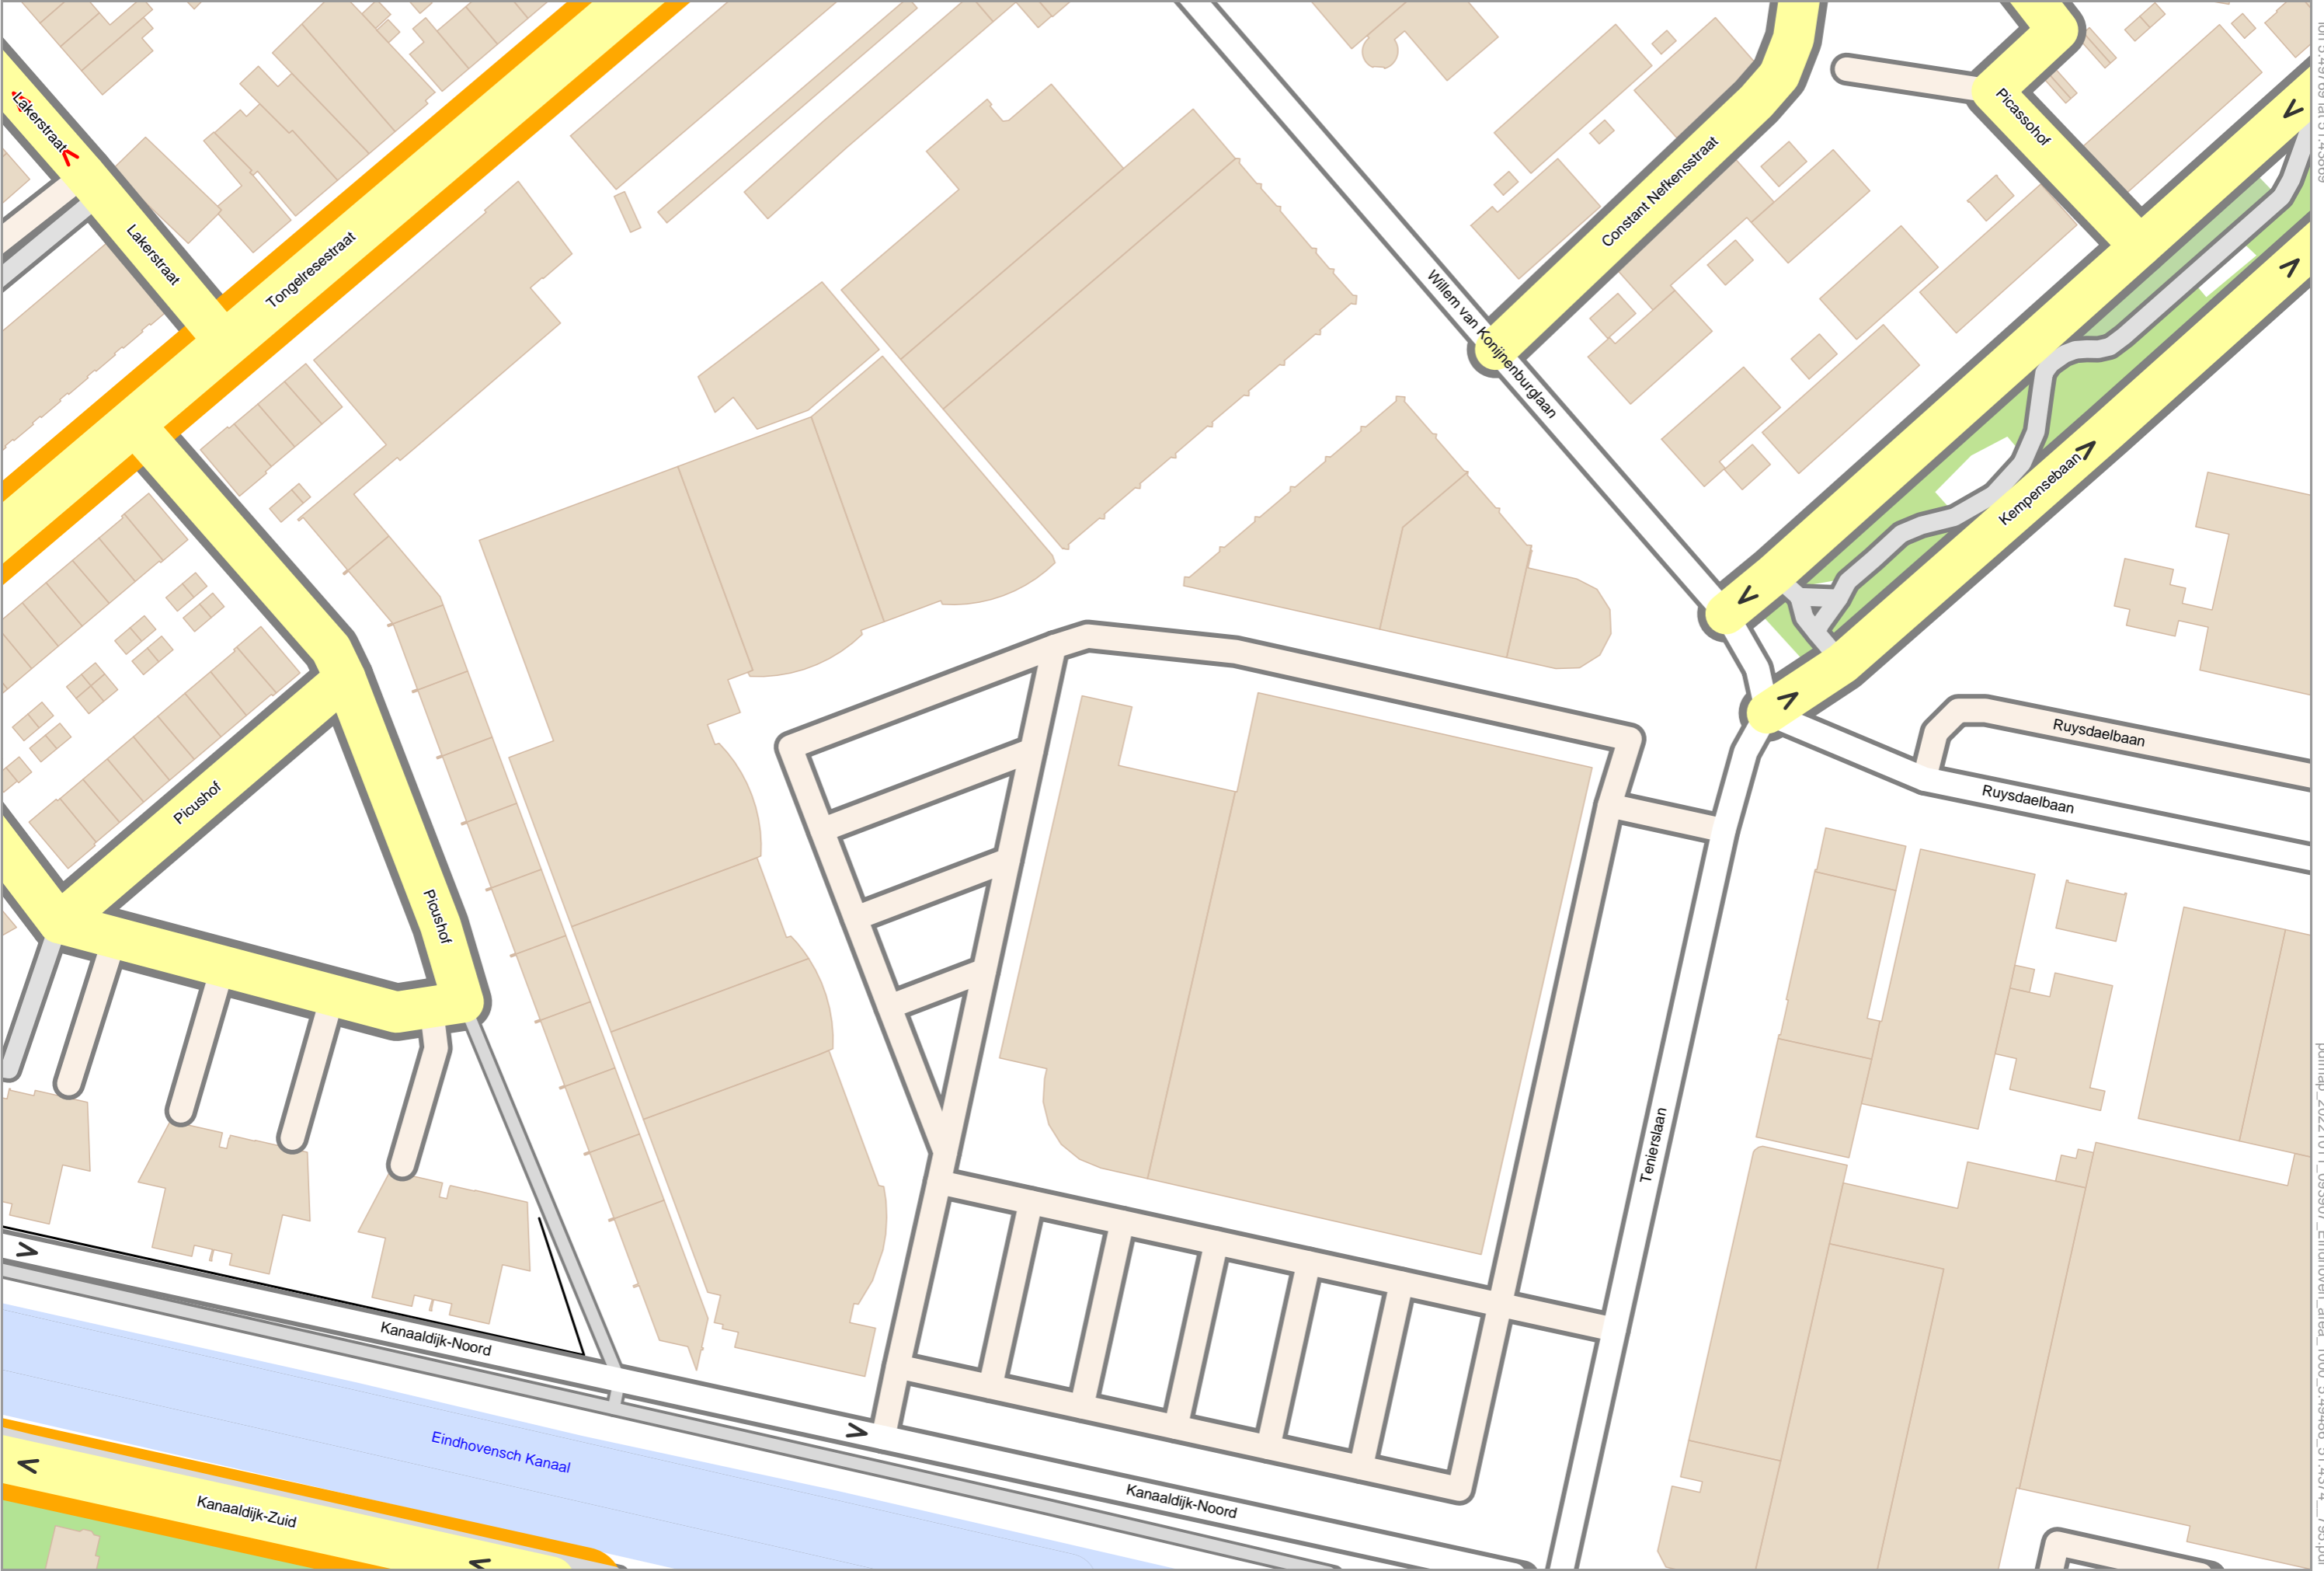 Lakerstraat
Lakerstraat
Tongelresestraat
Constant Nefkensstraat
Picassohof
Willem van Konijnenburglaan
Kempensebaan
Ruysdaelbaan
Ruysdaelbaan
Picushof
Picushof
Tenierslaan
Kanaaldijk-Noord
Eindhovensch Kanaal
Kanaaldijk-Noord
Kanaaldijk-Zuid